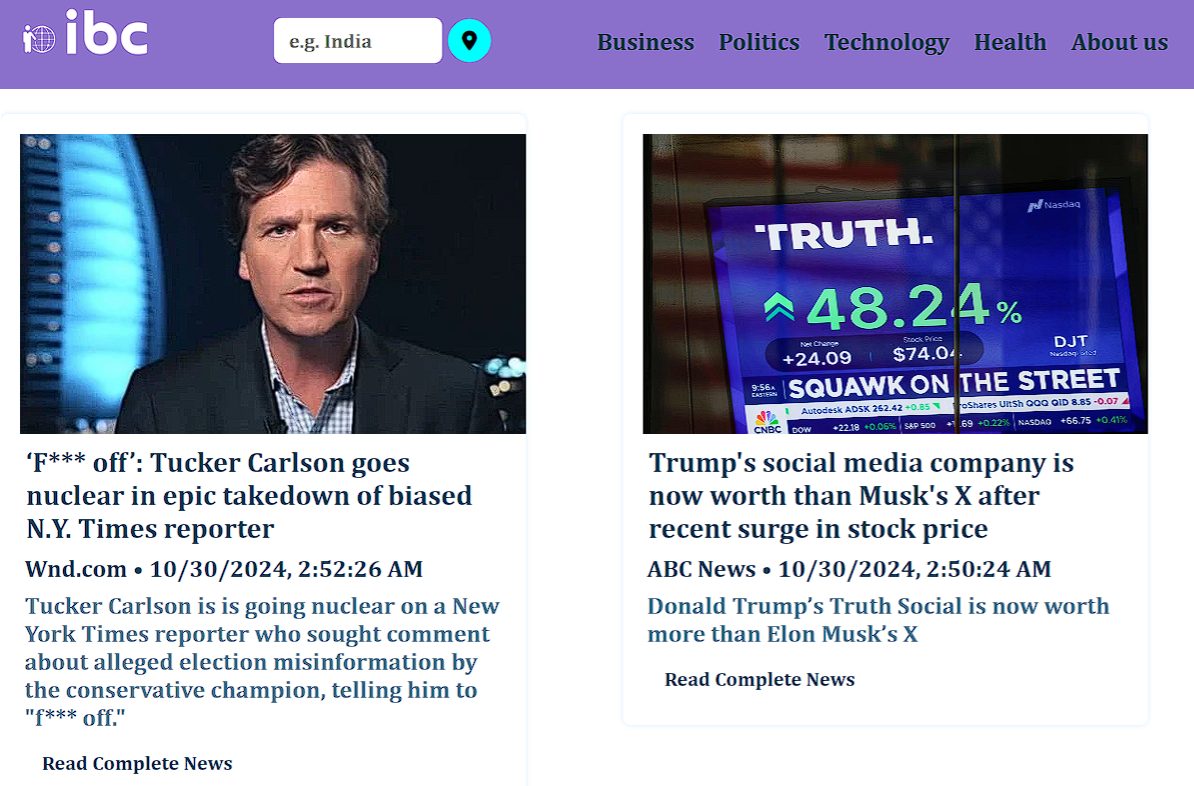 ibc
e.g. India
Business Politics Technology Health About us
‘F*** off’: Tucker Carlson goes
nuclear in epic takedown of biased
N.Y. Times reporter
Wnd.com • 10/30/2024, 2:52:26 AM
Tucker Carlson is is going nuclear on a New
York Times reporter who sought comment
about alleged election misinformation by
the conservative champion, telling him to
"f*** off."
Read Complete News
Nasdaq
TRUTH.
48.24%
Net Change
Stock Price
+24.09
$74.04
DJT
Nasdaq Listed
9:56A
EASTERN
SQUAWK ON THE STREET
Autodesk ADSK 262.42 +0.85
ProShares UltSh QQQ QID 8.85 -0.07
CNBC
DOW +22.18 +0.06% S&P 500 +0.22% NASDAQ +66.75 +0.41%
Trump's social media company is
now worth than Musk's X after
recent surge in stock price
ABC News • 10/30/2024, 2:50:24 AM
Donald Trump’s Truth Social is now worth
more than Elon Musk’s X
Read Complete News